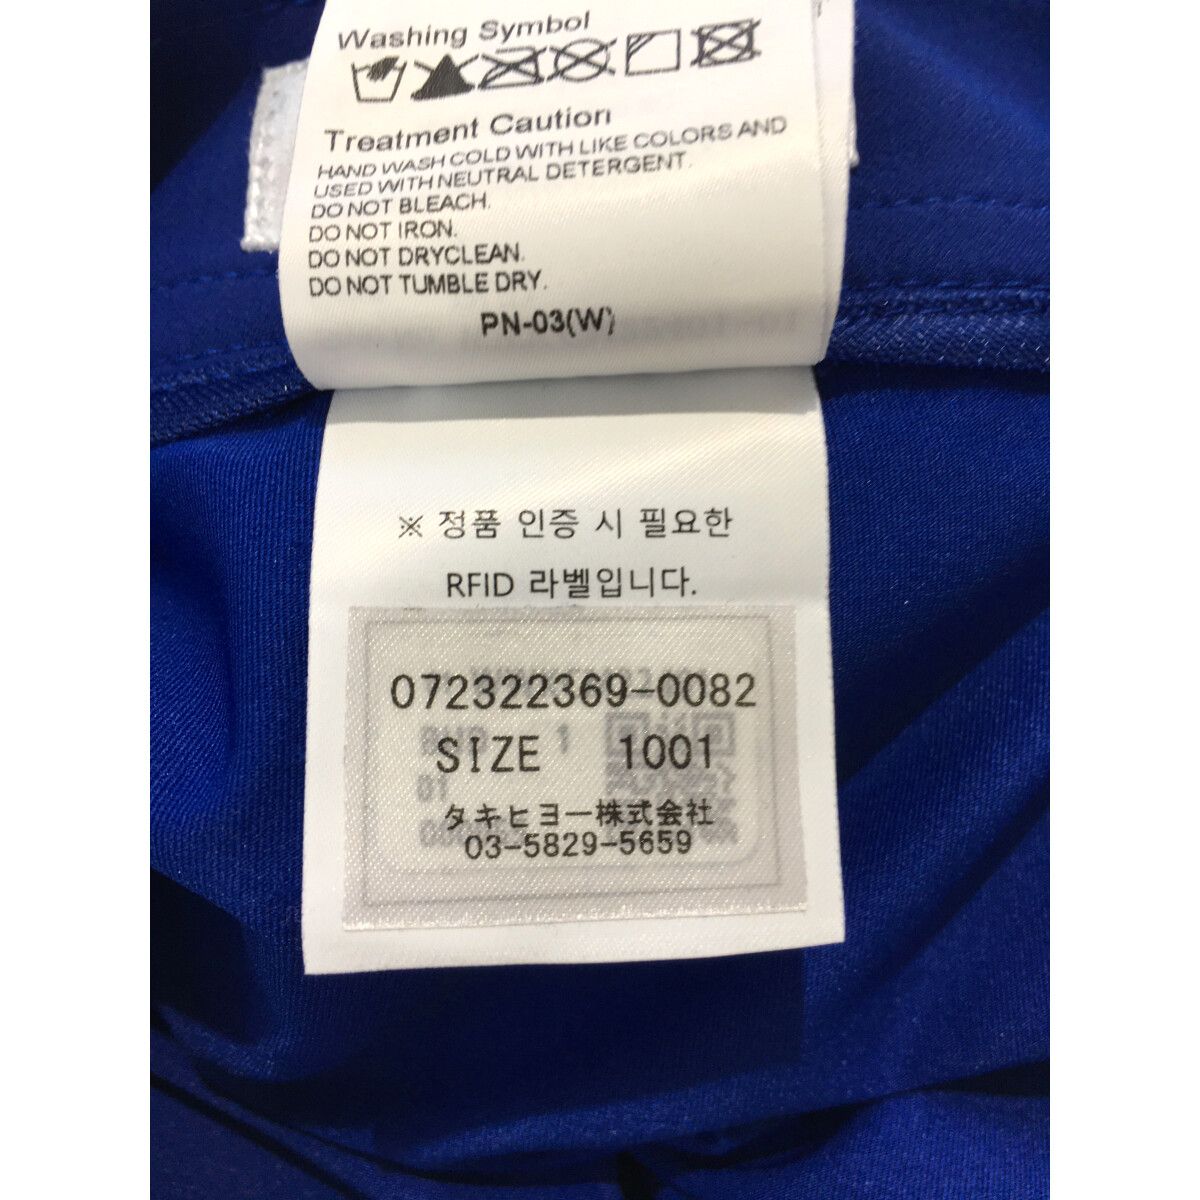 Washing Symbol
Treatment Caution
HAND WASH COLD WITH LIKE COLORS AND
USED WITH NEUTRAL DETERGENT.
DO NOT BLEACH.
DO NOT IRON.
DO NOT DRYCLEAN.
DO NOT TUMBLE DRY.
PN-03(W)
※ 정품 인증 시 필요한
RFID 라벨입니다.
072322369-0082
SIZE 1001
タキヒヨー株式会社
03-5829-5659